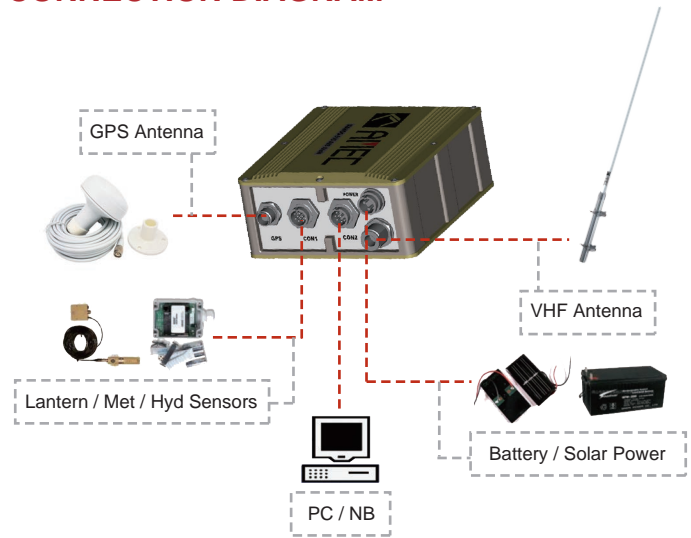 CONNECTION DIAGRAM
GPS Antenna
AMEC
POWER
GPS
CON1
CON2
VHF Antenna
Lantern / Met / Hyd Sensors
Battery / Solar Power
PC / NB